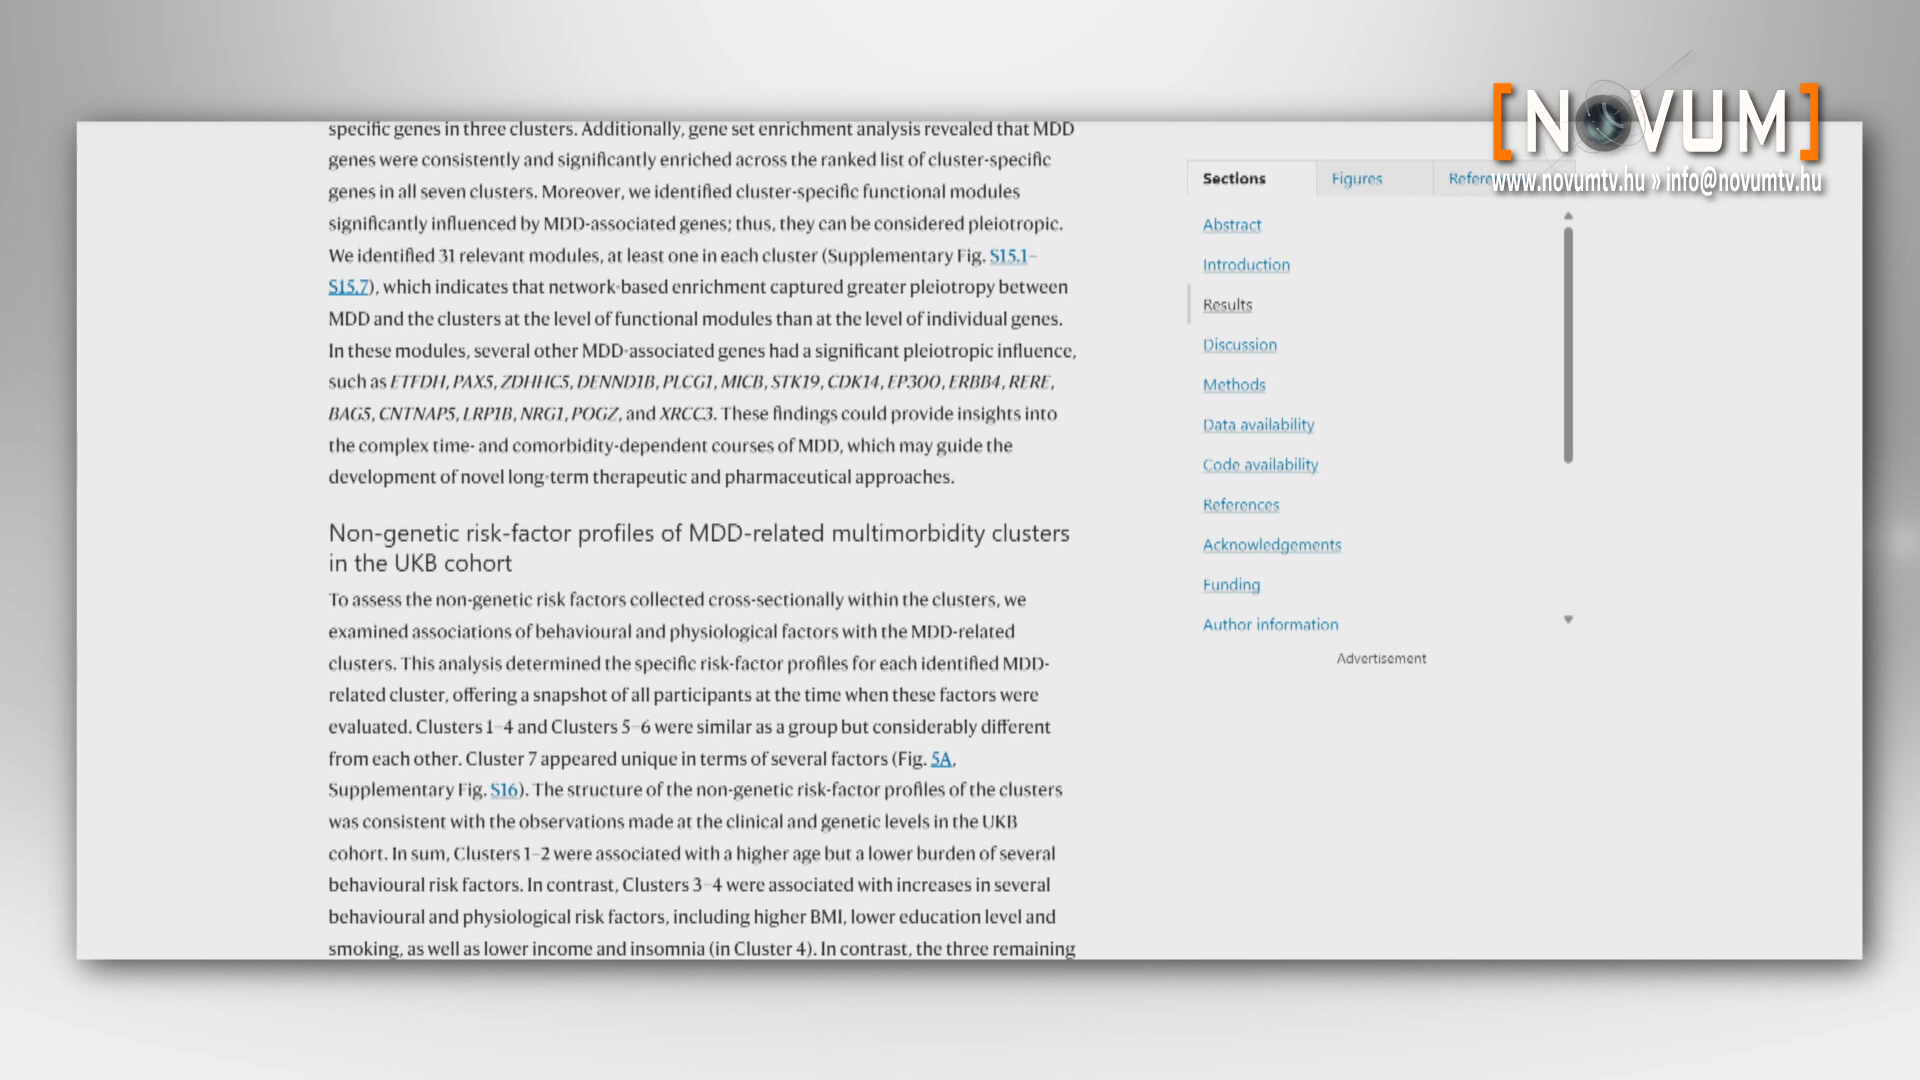 [NOVUM]
www.novumtv.hu » info@novumtv.hu
specific genes in three clusters. Additionally, gene set enrichment analysis revealed that MDD
genes were consistently and significantly enriched across the ranked list of cluster-specific
genes in all seven clusters. Moreover, we identified cluster-specific functional modules
significantly influenced by MDD-associated genes; thus, they can be considered pleiotropic.
We identified 31 relevant modules, at least one in each cluster (Supplementary Fig. S15.1–
S15.7), which indicates that network-based enrichment captured greater pleiotropy between
MDD and the clusters at the level of functional modules than at the level of individual genes.
In these modules, several other MDD-associated genes had a significant pleiotropic influence,
such as ETFDH, PAX5, ZDHHC5, DENND1B, PLCG1, MICB, STK19, CDK14, EP300, ERBB4, RERE,
BAG5, CNTNAP5, LRP1B, NRG1, POGZ, and XRCC3. These findings could provide insights into
the complex time- and comorbidity-dependent courses of MDD, which may guide the
development of novel long-term therapeutic and pharmaceutical approaches.
Non-genetic risk-factor profiles of MDD-related multimorbidity clusters
in the UKB cohort
To assess the non-genetic risk factors collected cross-sectionally within the clusters, we
examined associations of behavioural and physiological factors with the MDD-related
clusters. This analysis determined the specific risk-factor profiles for each identified MDD-
related cluster, offering a snapshot of all participants at the time when these factors were
evaluated. Clusters 1–4 and Clusters 5–6 were similar as a group but considerably different
from each other. Cluster 7 appeared unique in terms of several factors (Fig. 5A,
Supplementary Fig. S16). The structure of the non-genetic risk-factor profiles of the clusters
was consistent with the observations made at the clinical and genetic levels in the UKB
cohort. In sum, Clusters 1–2 were associated with a higher age but a lower burden of several
behavioural risk factors. In contrast, Clusters 3–4 were associated with increases in several
behavioural and physiological risk factors, including higher BMI, lower education level and
smoking, as well as lower income and insomnia (in Cluster 4). In contrast, the three remaining
Sections
Figures
Abstract
Introduction
Results
Discussion
Methods
Data availability
Code availability
References
Acknowledgements
Funding
Author information
Advertisement